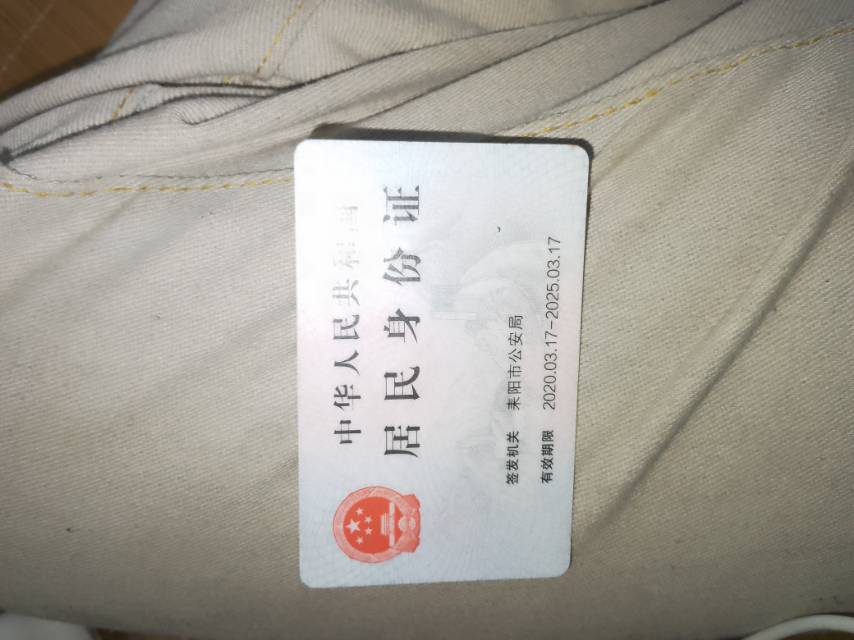 中华人民共和国
居民身份证
签发机关 耒阳市公安局
有效期限 2020.03.17-2025.03.17